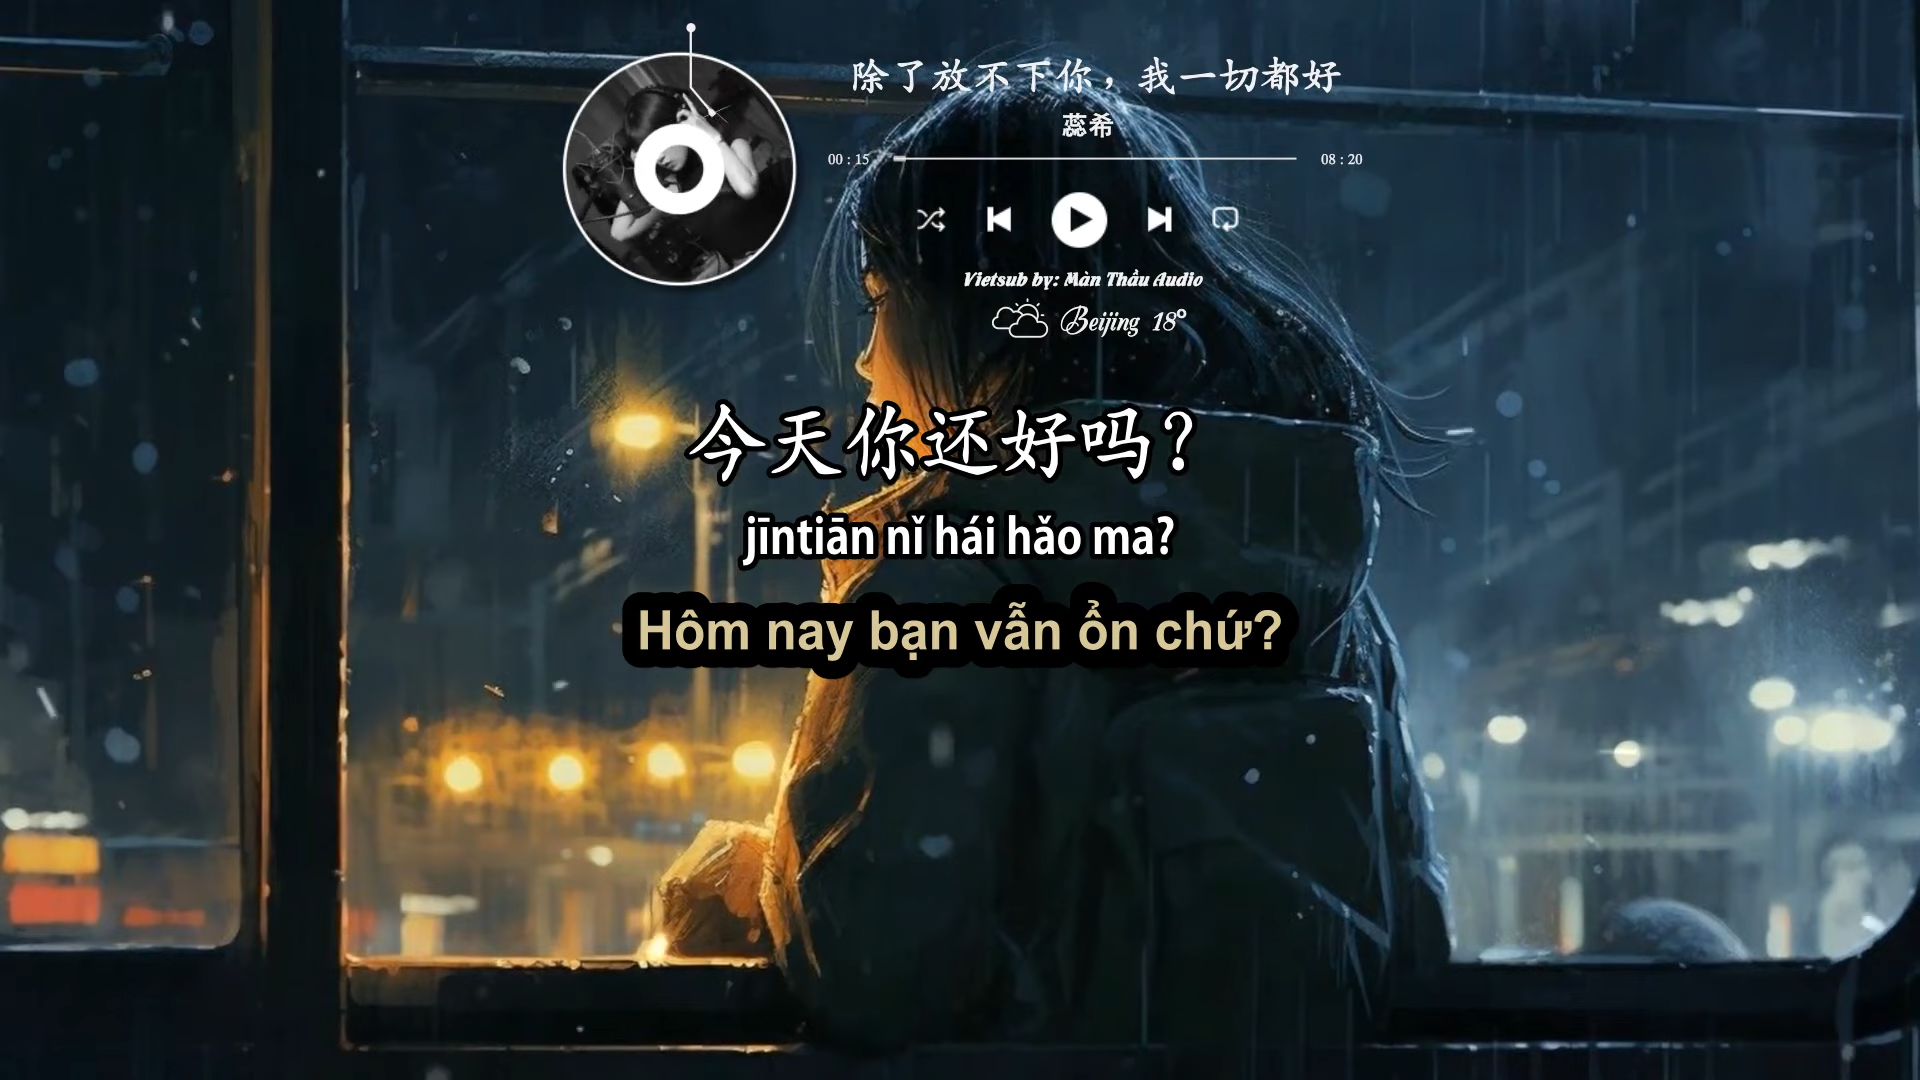 除了放不下你，我一切都好
蕊希
00 : 15
08 : 20
Vietsub by: Màn Thầu Audio
Beijing 18°
今天你还好吗？
jīntiān nǐ hái hǎo ma?
Hôm nay bạn vẫn ổn chứ?